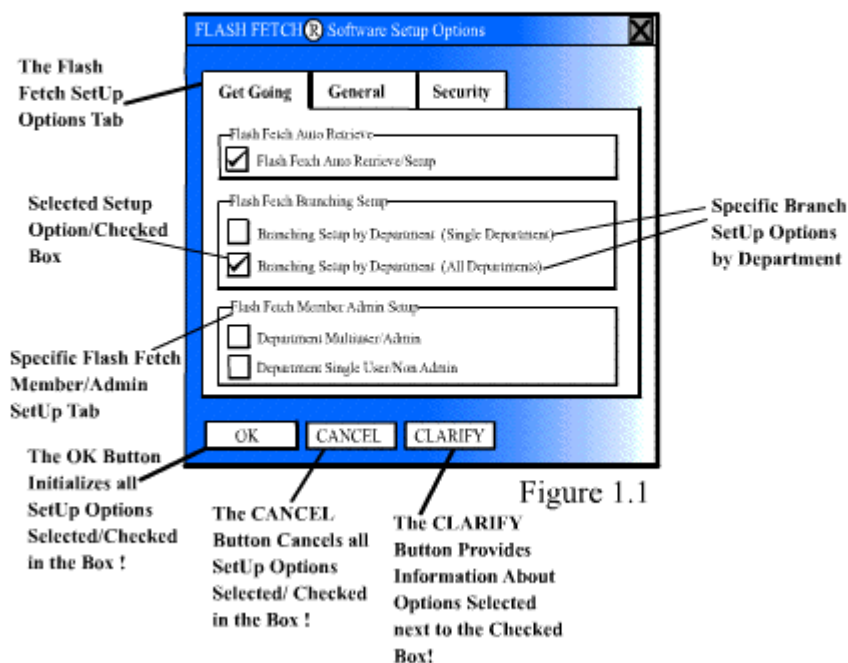 FLASH FETCH® Software Setup Options
The Flash
Fetch SetUp
Options Tab
Get Going
General
Security
Flash Fetch Auto Retrieve
Flash Fetch Auto Retrieve/Setup
Selected Setup
Option/Checked
Box
Flash Fetch Branching Setup
Branching Setup by Department (Single Department)
Branching Setup by Department (All Departments)
Specific Branch
SetUp Options
by Department
Specific Flash Fetch
Member/Admin
SetUp Tab
Flash Fetch Member Admin Setup
Department Multiuser/Admin
Department Single User/Non Admin
OK
CANCEL
CLARIFY
The OK Button
Initializes all
SetUp Options
Selected/Checked
in the Box !
The CANCEL
Button Cancels all
SetUp Options
Selected/ Checked
in the Box !
The CLARIFY
Button Provides
Information About
Options Selected
next to the Checked
Box!
Figure 1.1